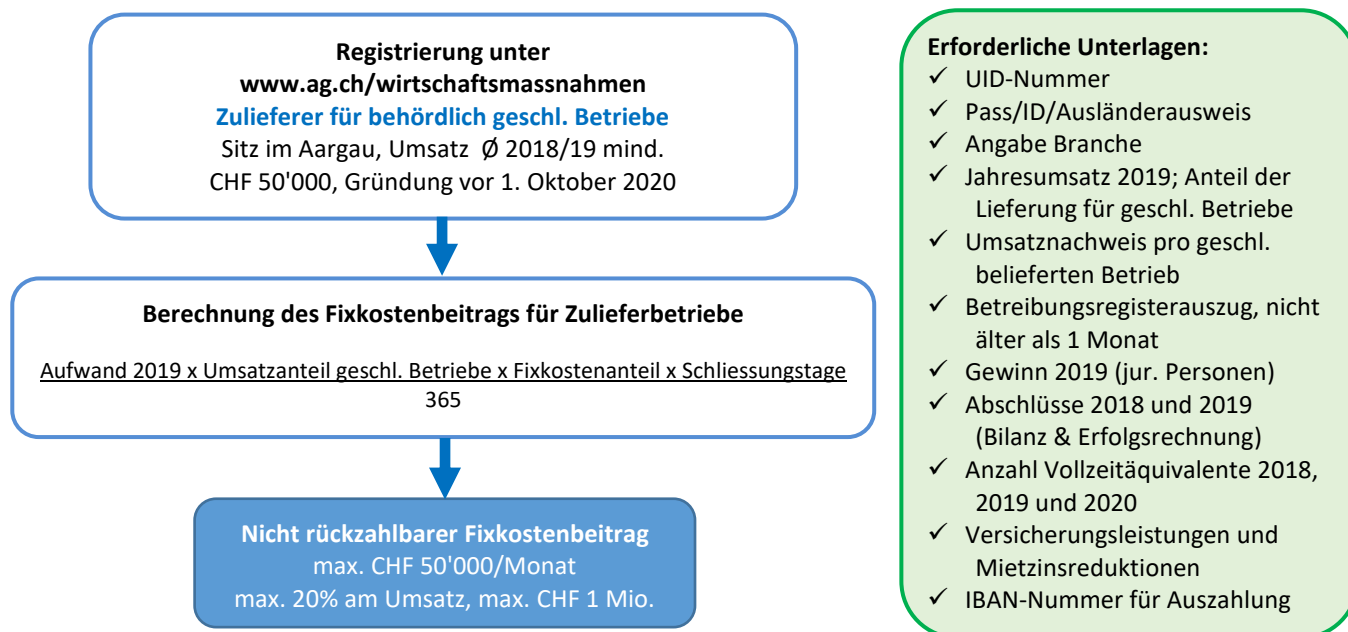 Registrierung unter
www.ag.ch/wirtschaftsmassnahmen
Zulieferer für behördlich geschl. Betriebe
Sitz im Aargau, Umsatz Ø 2018/19 mind.
CHF 50'000, Gründung vor 1. Oktober 2020
Berechnung des Fixkostenbeitrags für Zulieferbetriebe
Aufwand 2019 x Umsatzanteil geschl. Betriebe x Fixkostenanteil x Schliessungstage
365
Nicht rückzahlbarer Fixkostenbeitrag
max. CHF 50'000/Monat
max. 20% am Umsatz, max. CHF 1 Mio.
Erforderliche Unterlagen:
✓ UID-Nummer
✓ Pass/ID/Ausländerausweis
✓ Angabe Branche
✓ Jahresumsatz 2019; Anteil der
Lieferung für geschl. Betriebe
✓ Umsatznachweis pro geschl.
belieferten Betrieb
✓ Betreibungsregisterauszug, nicht
älter als 1 Monat
✓ Gewinn 2019 (jur. Personen)
✓ Abschlüsse 2018 und 2019
(Bilanz & Erfolgsrechnung)
✓ Anzahl Vollzeitäquivalente 2018,
2019 und 2020
✓ Versicherungsleistungen und
Mietzinsreduktionen
✓ IBAN-Nummer für Auszahlung